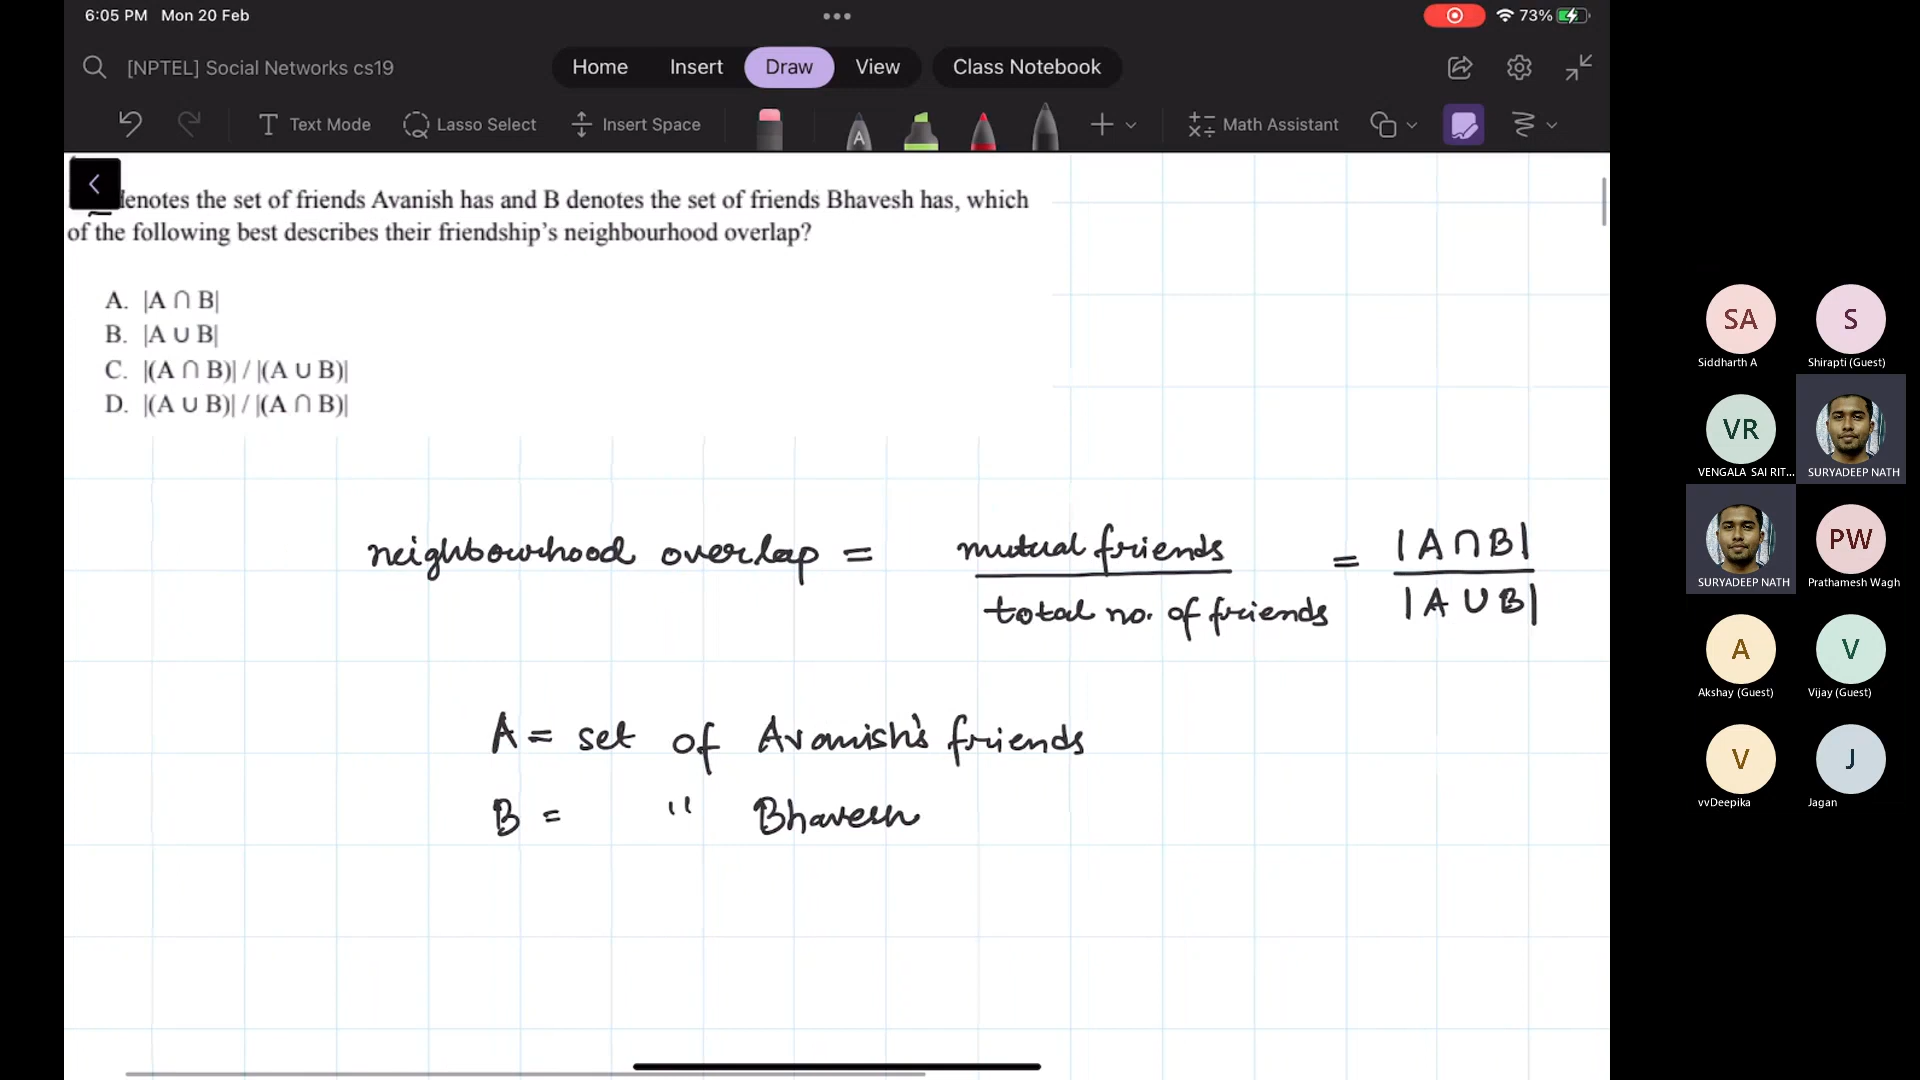 6:05 PM Mon 20 Feb
73%
[NPTEL] Social Networks cs19
Home Insert Draw View Class Notebook
Text Mode Lasso Select Insert Space A Math Assistant
denotes the set of friends Avanish has and B denotes the set of friends Bhavesh has, which
of the following best describes their friendship's neighbourhood overlap?
A. |A ∩ B|
B. |A ∪ B|
C. |(A ∩ B)| / |(A ∪ B)|
D. |(A ∪ B)| / |(A ∩ B)|
neighbourhood overlap = mutual friends / total no. of friends = |A ∩ B| / |A ∪ B|
A = set of Avanish's friends
B = " Bhavesh
SA S
Siddharth A Shirapti (Guest)
VR
VENGALA SAI RIT... SURYADEEP NATH
PW
SURYADEEP NATH Prathamesh Wagh
A V
Akshay (Guest) Vijay (Guest)
V J
vvDeepika Jagan